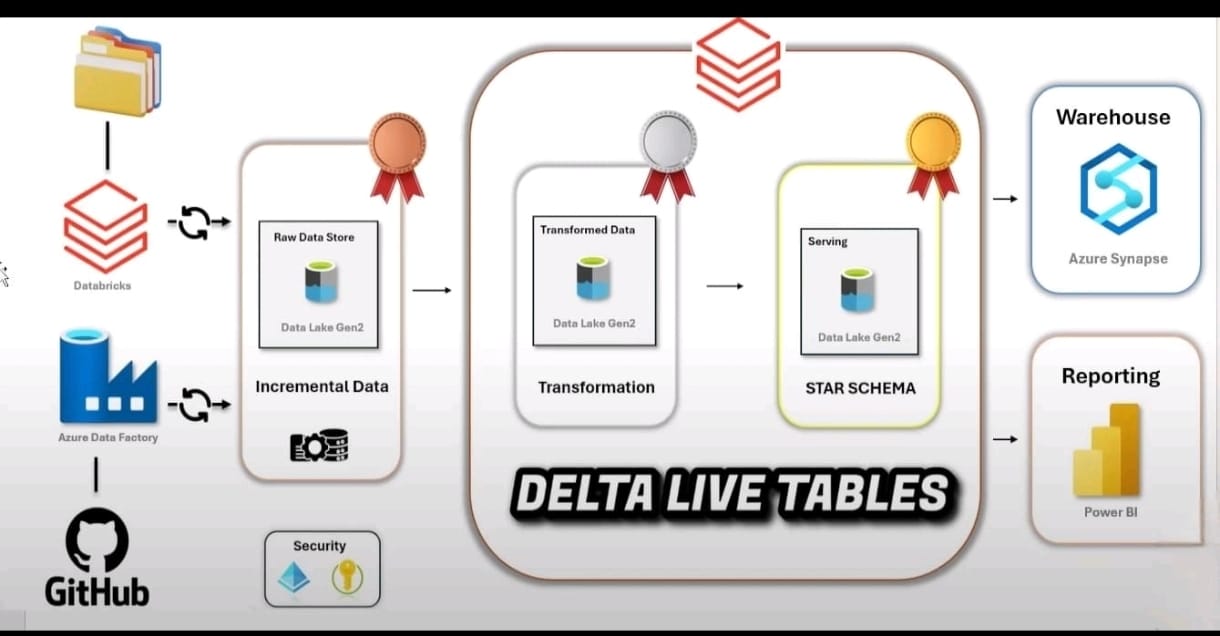 Databricks
Azure Data Factory
GitHub
Raw Data Store
Data Lake Gen2
Incremental Data
Security
Transformed Data
Data Lake Gen2
Transformation
Serving
Data Lake Gen2
STAR SCHEMA
DELTA LIVE TABLES
Warehouse
Azure Synapse
Reporting
Power BI